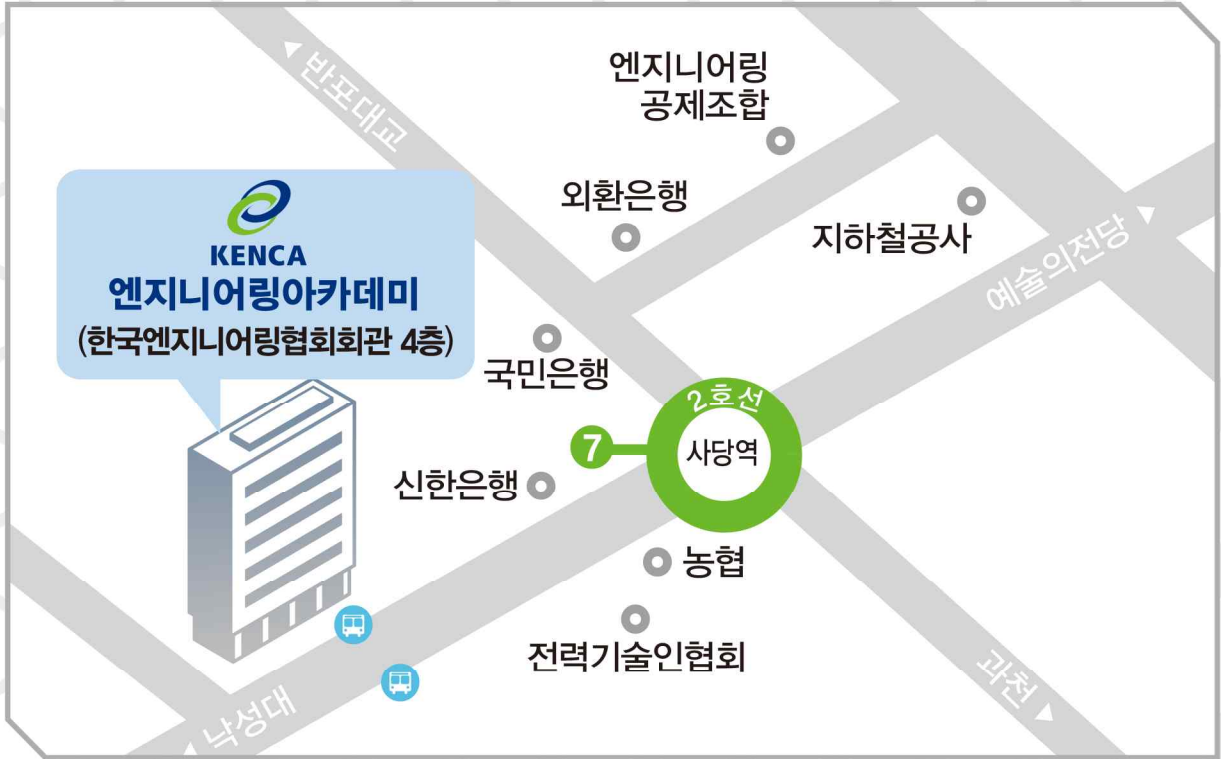 ◀ 반포대교
엔지니어링
공제조합
외환은행
지하철공사
예술의전당 ▶
KENCA
엔지니어링아카데미
(한국엔지니어링협회회관 4층)
국민은행
2호선
7
사당역
신한은행
농협
전력기술인협회
과천 ▶
◀ 낙성대